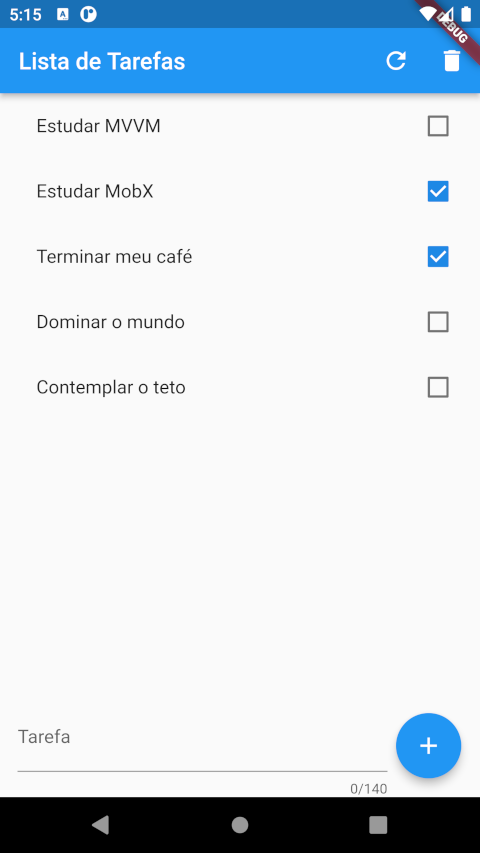 5:15
DEBUG
Lista de Tarefas
Estudar MVVM
Estudar MobX
Terminar meu café
Dominar o mundo
Contemplar o teto
Tarefa
0/140